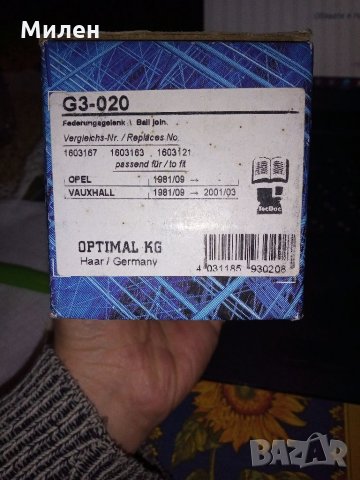 Милен
G3-020
Federungsgelenk \ Ball join.
Vergleichs-Nr. / Replaces No.
1603167 1603163 1603121
passend für / to fit
OPEL 1981/09 → -
VAUXHALL 1981/09 → 2001/03
TecDoc
OPTIMAL KG
Haar / Germany
4 031185 930208
BAZAR